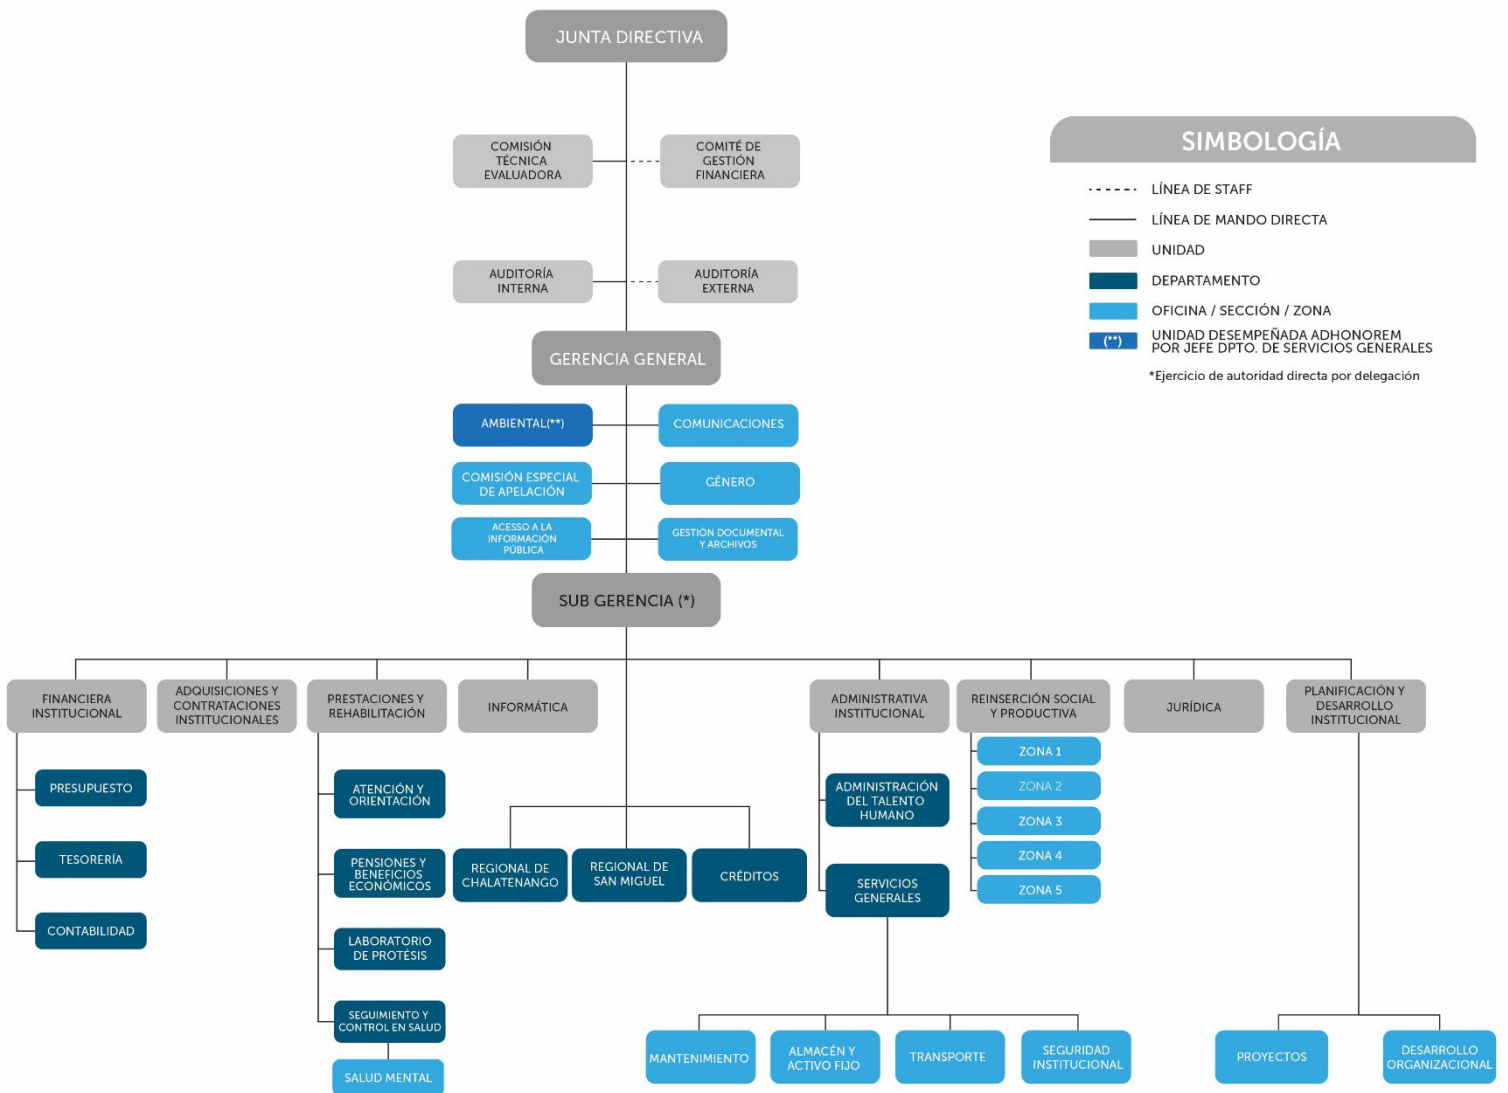 JUNTA DIRECTIVA
COMISIÓN
TÉCNICA
EVALUADORA
COMITÉ DE
GESTIÓN
FINANCIERA
AUDITORÍA
INTERNA
AUDITORÍA
EXTERNA
SIMBOLOGÍA
LÍNEA DE STAFF
LÍNEA DE MANDO DIRECTA
UNIDAD
DEPARTAMENTO
OFICINA / SECCIÓN / ZONA
(**)
UNIDAD DESEMPEÑADA ADHONOREM
POR JEFE DPTO. DE SERVICIOS GENERALES
*Ejercicio de autoridad directa por delegación
GERENCIA GENERAL
AMBIENTAL(**)
COMUNICACIONES
COMISIÓN ESPECIAL
DE APELACIÓN
GÉNERO
ACESO A LA
INFORMACIÓN
PÚBLICA
GESTIÓN DOCUMENTAL
Y ARCHIVOS
SUB GERENCIA (*)
FINANCIERA
INSTITUCIONAL
ADQUISICIONES Y
CONTRATACIONES
INSTITUCIONALES
PRESTACIONES Y
REHABILITACIÓN
INFORMÁTICA
ADMINISTRATIVA
INSTITUCIONAL
REINSERCIÓN SOCIAL
Y PRODUCTIVA
JURÍDICA
PLANIFICACIÓN Y
DESARROLLO
INSTITUCIONAL
PRESUPUESTO
TESORERÍA
CONTABILIDAD
ATENCIÓN Y
ORIENTACIÓN
PENSIONES Y
BENEFICIOS
ECONÓMICOS
LABORATORIO
DE PROTÉSIS
SEGUIMIENTO Y
CONTROL EN SALUD
SALUD MENTAL
REGIONAL DE
CHALATENANGO
REGIONAL DE
SAN MIGUEL
CRÉDITOS
ADMINISTRACIÓN
DEL TALENTO
HUMANO
SERVICIOS
GENERALES
ZONA 1
ZONA 2
ZONA 3
ZONA 4
ZONA 5
MANTENIMIENTO
ALMACÉN Y
ACTIVO FIJO
TRANSPORTE
SEGURIDAD
INSTITUCIONAL
PROYECTOS
DESARROLLO
ORGANIZACIONAL